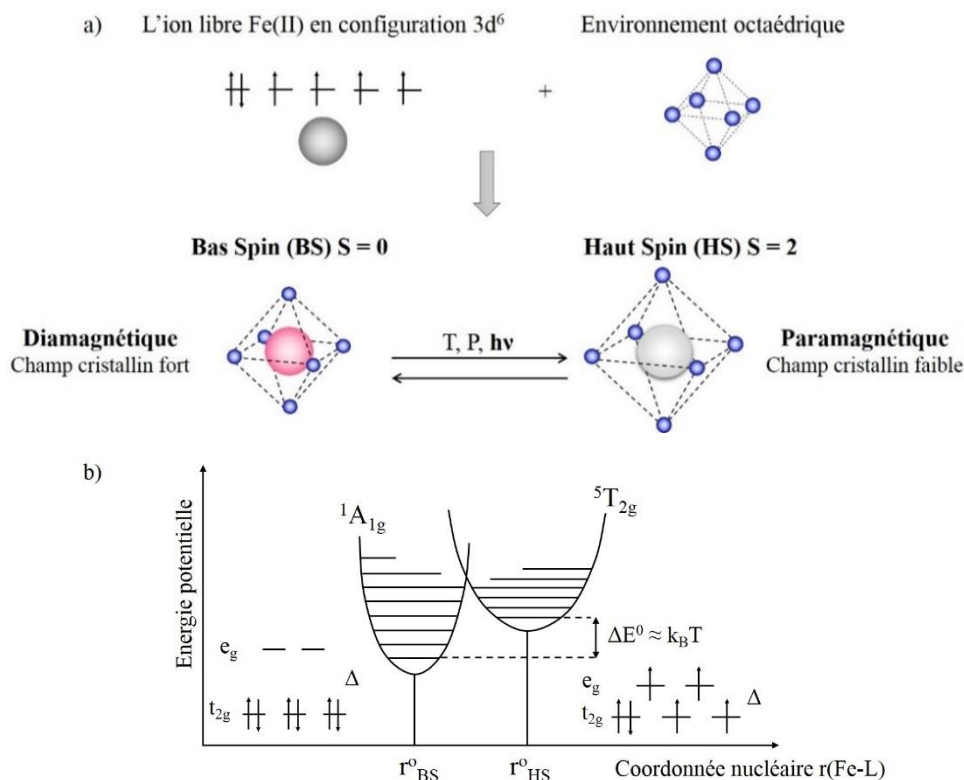 a) L'ion libre Fe(II) en configuration 3d⁶ Environnement octaédrique
+
Bas Spin (BS) S = 0 Haut Spin (HS) S = 2
Diamagnétique
Champ cristallin fort
T, P, hν
Paramagnétique
Champ cristallin faible
b)
Energie potentielle
¹A₁g
⁵T₂g
ΔE⁰ ≈ k_BT
e_g
Δ
t₂g
e_g
Δ
t₂g
r°_BS r°_HS Coordonnée nucléaire r(Fe-L)